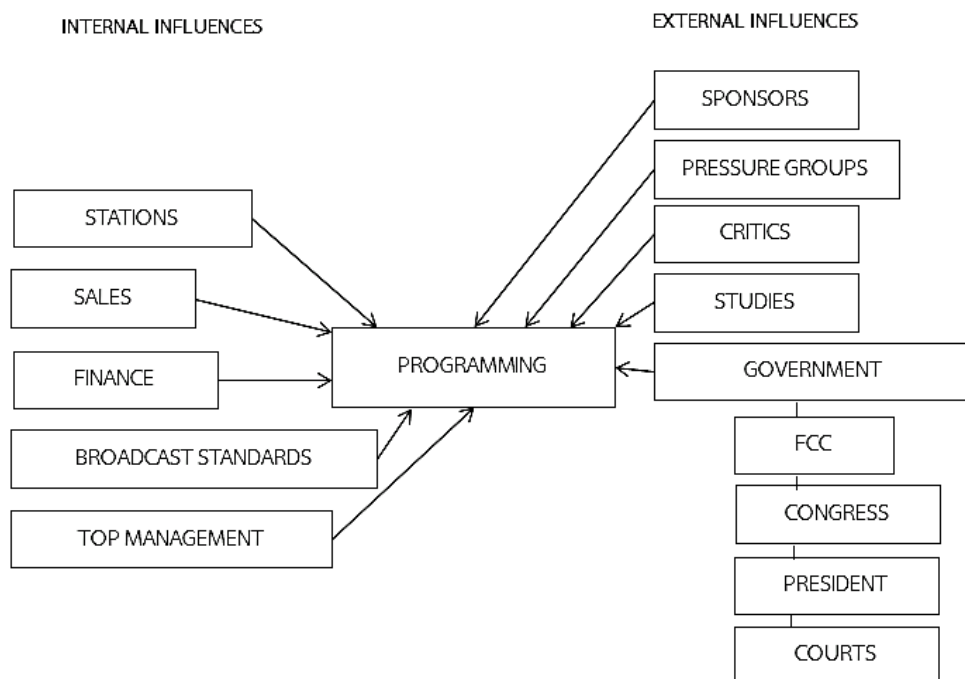 INTERNAL INFLUENCES
STATIONS
SALES
FINANCE
BROADCAST STANDARDS
TOP MANAGEMENT
PROGRAMMING
EXTERNAL INFLUENCES
SPONSORS
PRESSURE GROUPS
CRITICS
STUDIES
GOVERNMENT
FCC
CONGRESS
PRESIDENT
COURTS